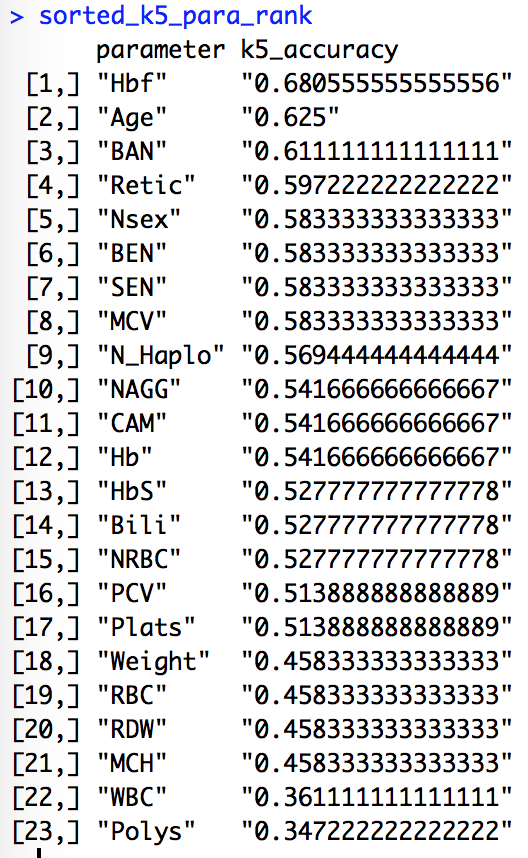 > sorted_k5_para_rank
parameter k5_accuracy
[1,] "Hbf" "0.680555555555556"
[2,] "Age" "0.625"
[3,] "BAN" "0.611111111111111"
[4,] "Retic" "0.597222222222222"
[5,] "Nsex" "0.583333333333333"
[6,] "BEN" "0.583333333333333"
[7,] "SEN" "0.583333333333333"
[8,] "MCV" "0.583333333333333"
[9,] "N_Haplo" "0.569444444444444"
[10,] "NAGG" "0.541666666666667"
[11,] "CAM" "0.541666666666667"
[12,] "Hb" "0.541666666666667"
[13,] "HbS" "0.527777777777778"
[14,] "Bili" "0.527777777777778"
[15,] "NRBC" "0.527777777777778"
[16,] "PCV" "0.513888888888889"
[17,] "Plats" "0.513888888888889"
[18,] "Weight" "0.458333333333333"
[19,] "RBC" "0.458333333333333"
[20,] "RDW" "0.458333333333333"
[21,] "MCH" "0.458333333333333"
[22,] "WBC" "0.361111111111111"
[23,] "Polys" "0.347222222222222"